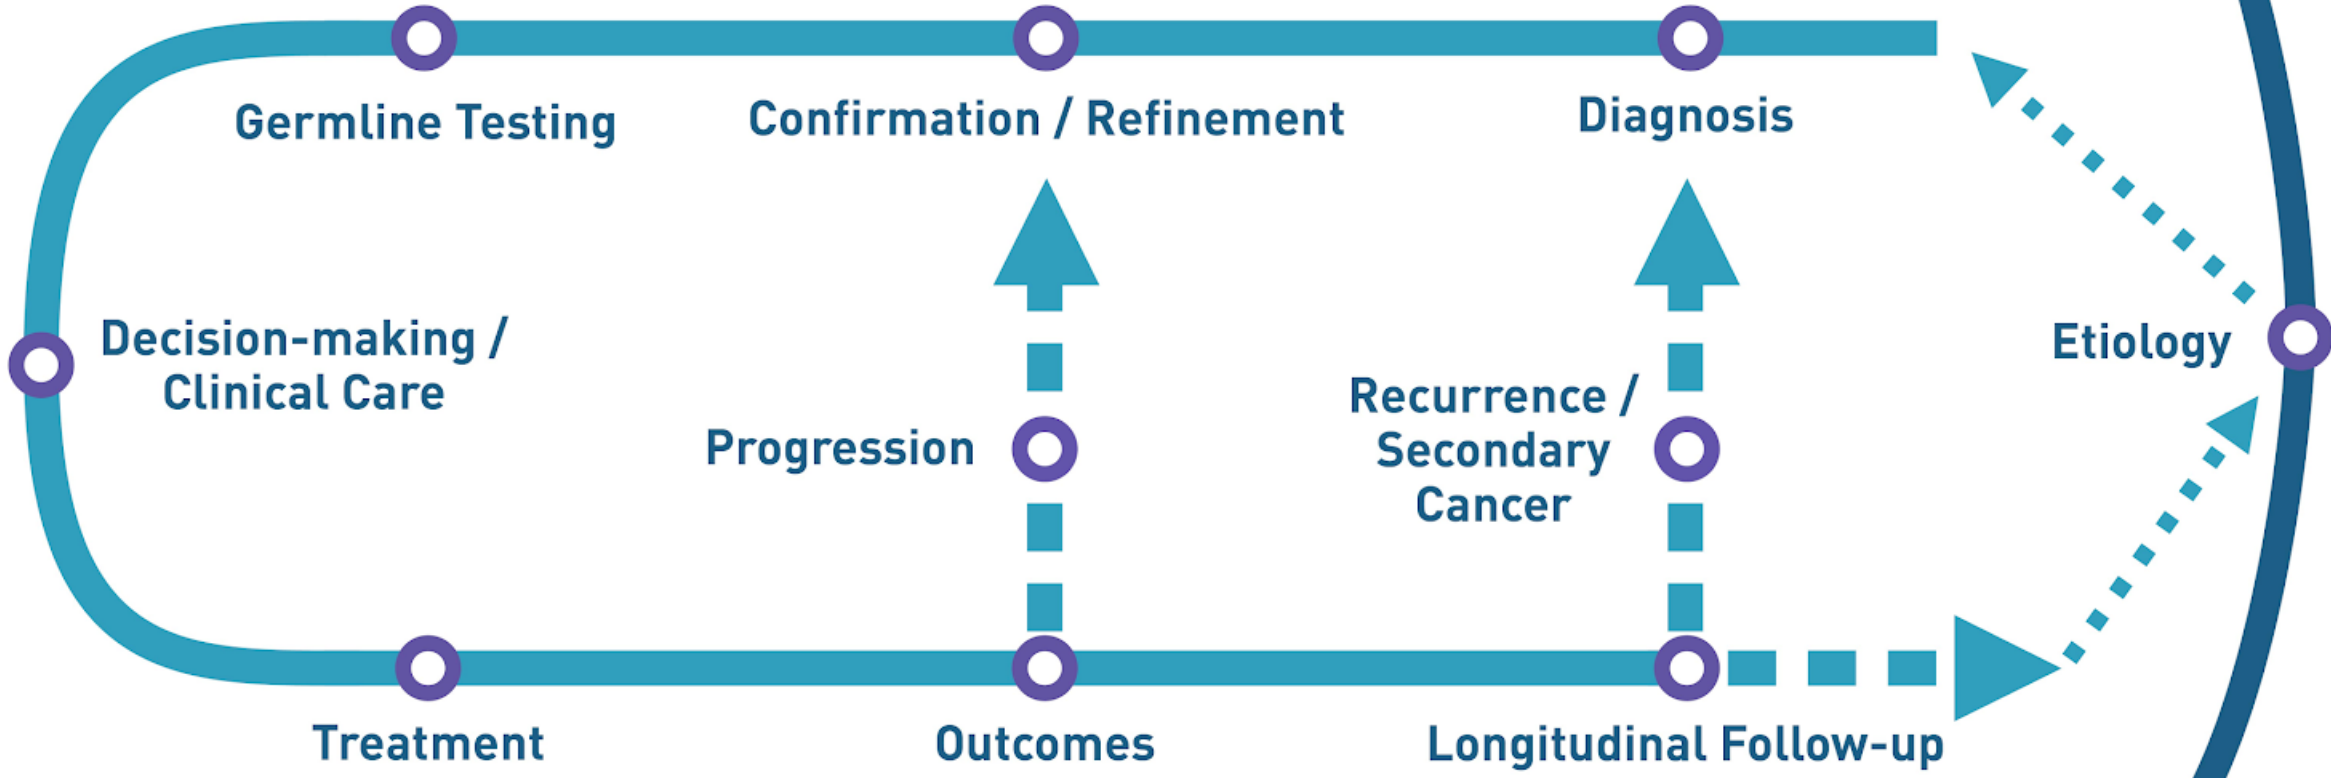 Germline Testing
Confirmation / Refinement
Diagnosis
Decision-making /
Clinical Care
Progression
Recurrence /
Secondary
Cancer
Etiology
Treatment
Outcomes
Longitudinal Follow-up